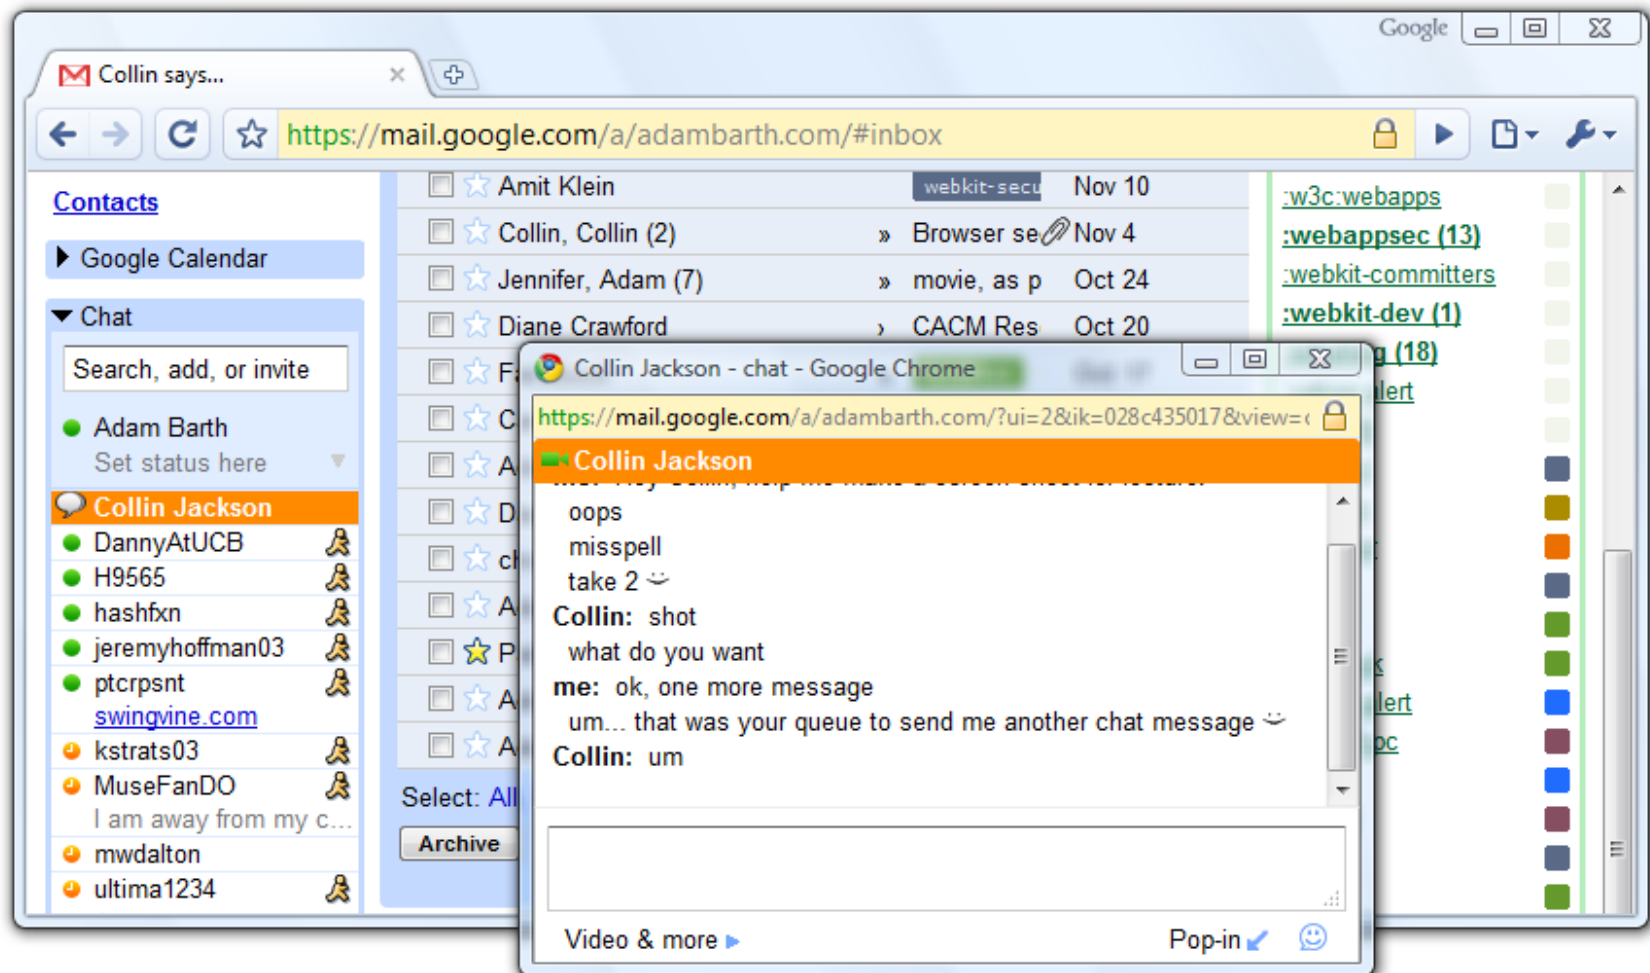 Google
Collin says...
https://mail.google.com/a/adambarth.com/#inbox
Contacts
Google Calendar
Chat
Search, add, or invite
Adam Barth
Set status here
Collin Jackson
DannyAtUCB
H9565
hashfxn
jeremyhoffman03
ptcrpsnt
swingvine.com
kstrats03
MuseFanDO
I am away from my c...
mwdalton
ultima1234
Amit Klein webkit-secu Nov 10
Collin, Collin (2) » Browser se Nov 4
Jennifer, Adam (7) » movie, as p Oct 24
Diane Crawford › CACM Res Oct 20
Select: All
Archive
:w3c:webapps
:webappsec (13)
:webkit-committers
:webkit-dev (1)
g (18)
lert
lert
oc
Collin Jackson - chat - Google Chrome
https://mail.google.com/a/adambarth.com/?ui=2&ik=028c435017&view=c
Collin Jackson
oops
misspell
take 2
Collin: shot
what do you want
me: ok, one more message
um... that was your queue to send me another chat message
Collin: um
Video & more
Pop-in